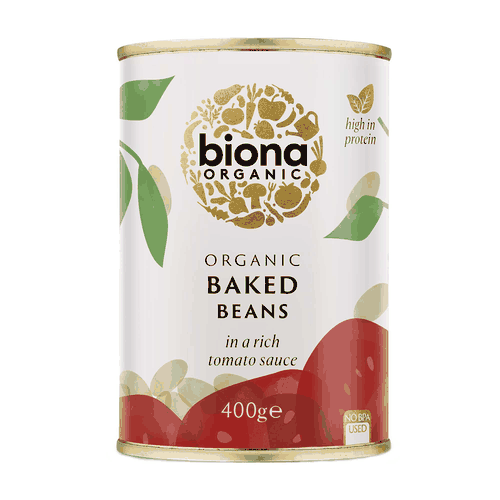 biona
ORGANIC
high in
protein
ORGANIC
BAKED
BEANS
in a rich
tomato sauce
400g℮
NO BPA
USED